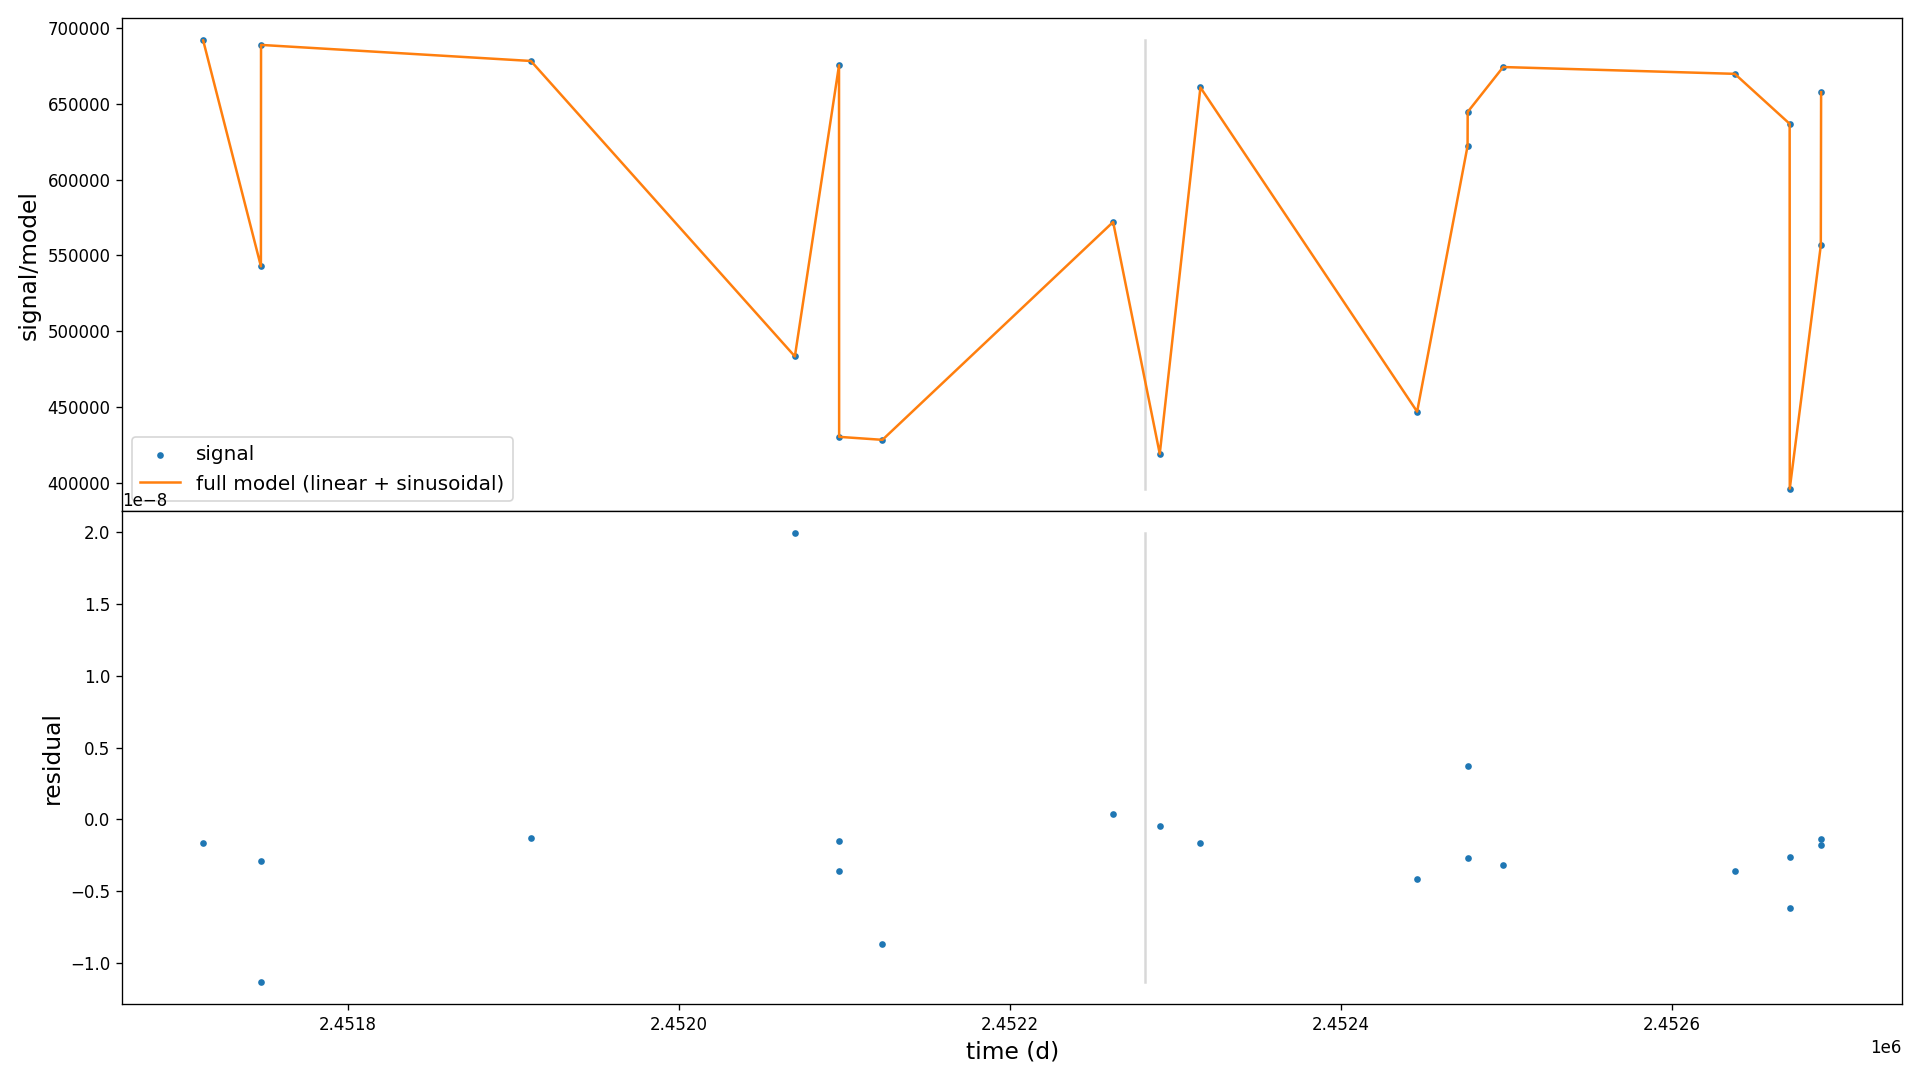 700000
650000
600000
550000
500000
450000
400000
signal/model
signal
full model (linear + sinusoidal)
1e−8
2.0
1.5
1.0
0.5
0.0
−0.5
−1.0
residual
2.4518
2.4520
2.4522
2.4524
2.4526
time (d)
1e6